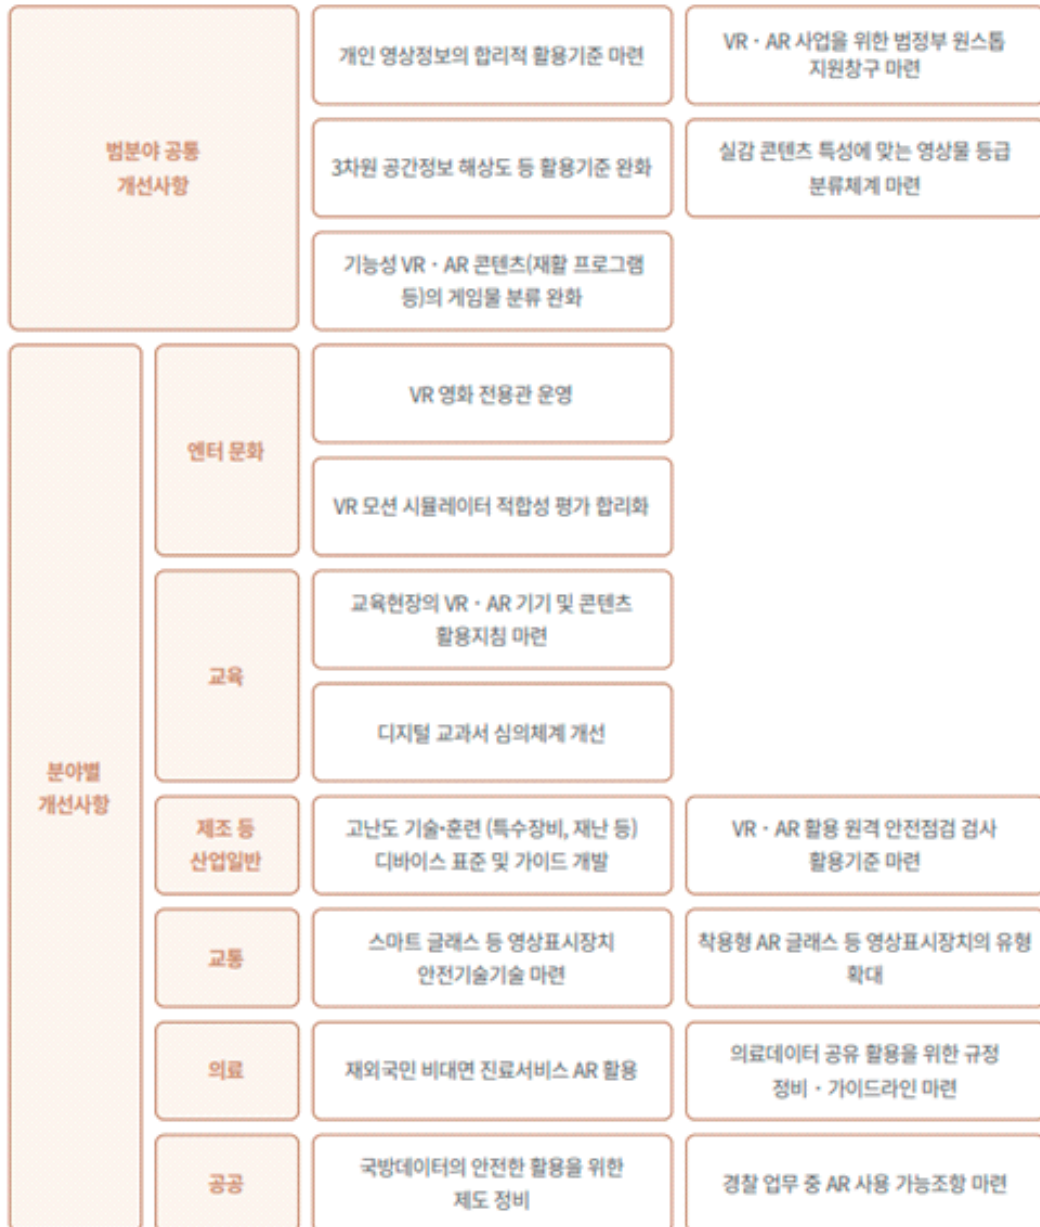 범분야 공통
개선사항
개인 영상정보의 합리적 활용기준 마련
VR · AR 사업을 위한 범정부 원스톱
지원창구 마련
3차원 공간정보 해상도 등 활용기준 완화
실감 콘텐츠 특성에 맞는 영상물 등급
분류체계 마련
기능성 VR · AR 콘텐츠(재활 프로그램
등)의 게임물 분류 완화
분야별
개선사항
엔터 문화
VR 영화 전용관 운영
VR 모션 시뮬레이터 적합성 평가 합리화
교육
교육현장의 VR · AR 기기 및 콘텐츠
활용지침 마련
디지털 교과서 심의체계 개선
제조 등
산업일반
고난도 기술·훈련 (특수장비, 재난 등)
디바이스 표준 및 가이드 개발
VR · AR 활용 원격 안전점검 검사
활용기준 마련
교통
스마트 글래스 등 영상표시장치
안전기술기술 마련
착용형 AR 글래스 등 영상표시장치의 유형
확대
의료
재외국민 비대면 진료서비스 AR 활용
의료데이터 공유 활용을 위한 규정
정비 · 가이드라인 마련
공공
국방데이터의 안전한 활용을 위한
제도 정비
경찰 업무 중 AR 사용 가능조항 마련